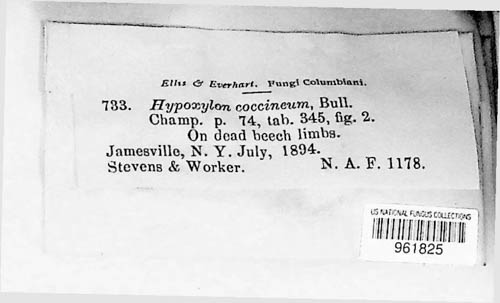 Ellis & Everhart. Fungi Columbiani.
733. Hypoxylon coccineum, Bull.
Champ. p. 74, tab. 345, fig. 2.
On dead beech limbs.
Jamesville, N. Y. July, 1894.
Stevens & Worker. N. A. F. 1178.
US NATIONAL FUNGUS COLLECTIONS
961825